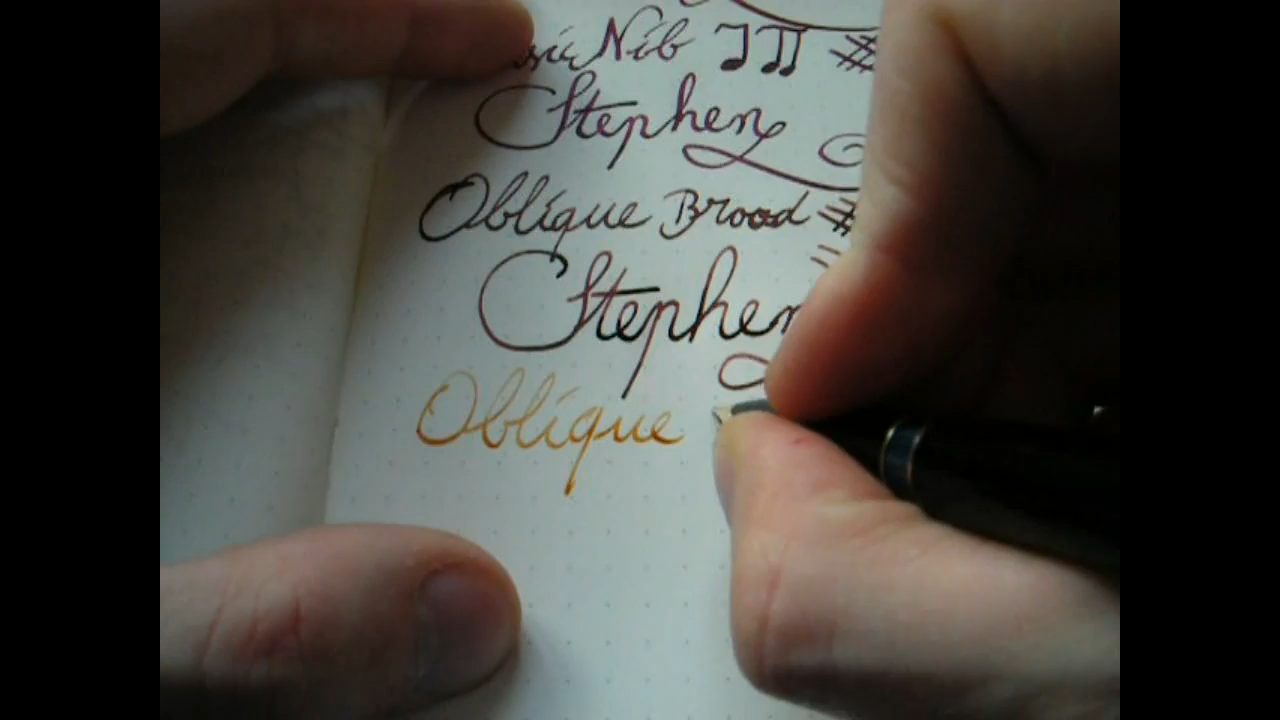 Nib
Stephen
Oblique Broad
Stephen
Oblique